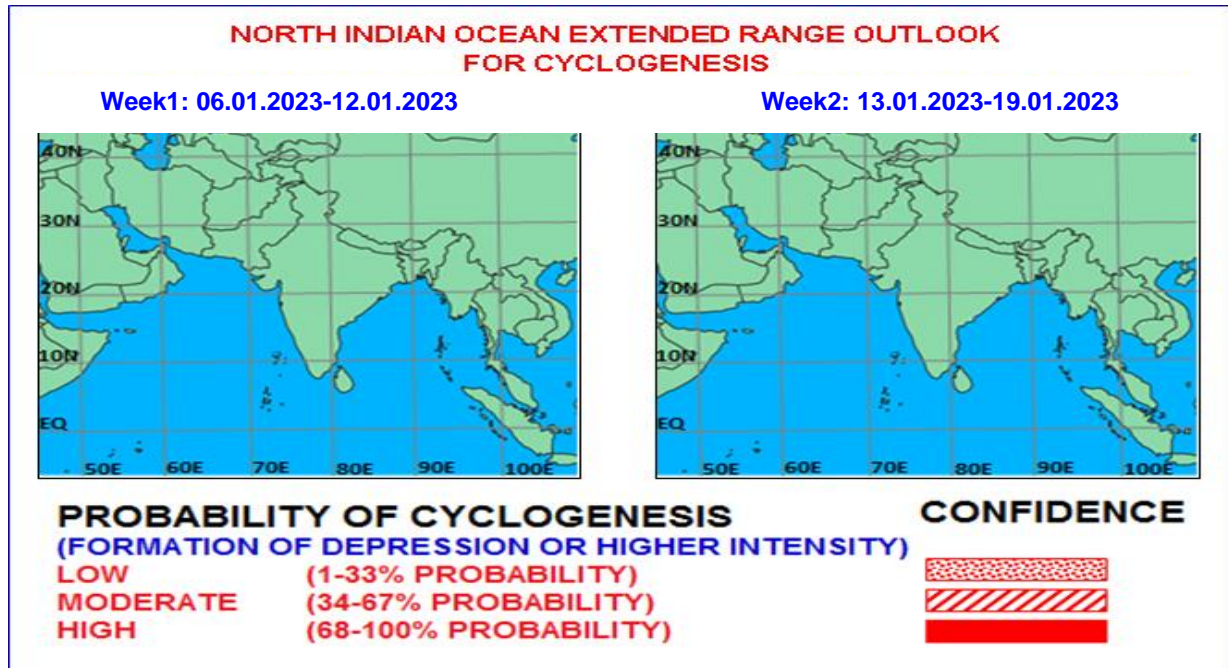 NORTH INDIAN OCEAN EXTENDED RANGE OUTLOOK
FOR CYCLOGENESIS
Week1: 06.01.2023-12.01.2023
Week2: 13.01.2023-19.01.2023
40N
30N
20N
10N
EQ
50E 60E 70E 80E 90E 100E
40N
30N
20N
10N
EQ
50E 60E 70E 80E 90E 100E
PROBABILITY OF CYCLOGENESIS
CONFIDENCE
(FORMATION OF DEPRESSION OR HIGHER INTENSITY)
LOW (1-33% PROBABILITY)
MODERATE (34-67% PROBABILITY)
HIGH (68-100% PROBABILITY)